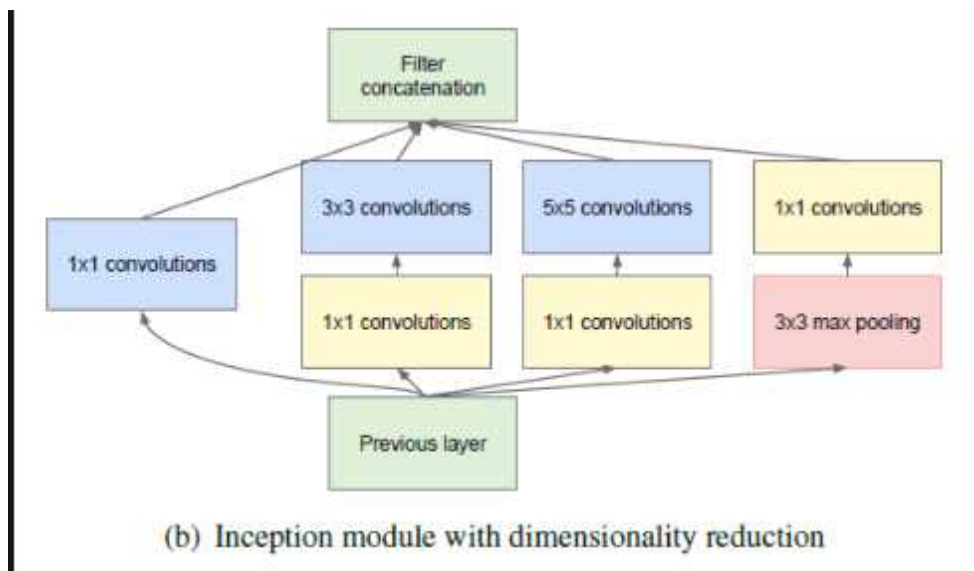 Filter
concatenation
3x3 convolutions
5x5 convolutions
1x1 convolutions
1x1 convolutions
1x1 convolutions
1x1 convolutions
3x3 max pooling
Previous layer
(b) Inception module with dimensionality reduction